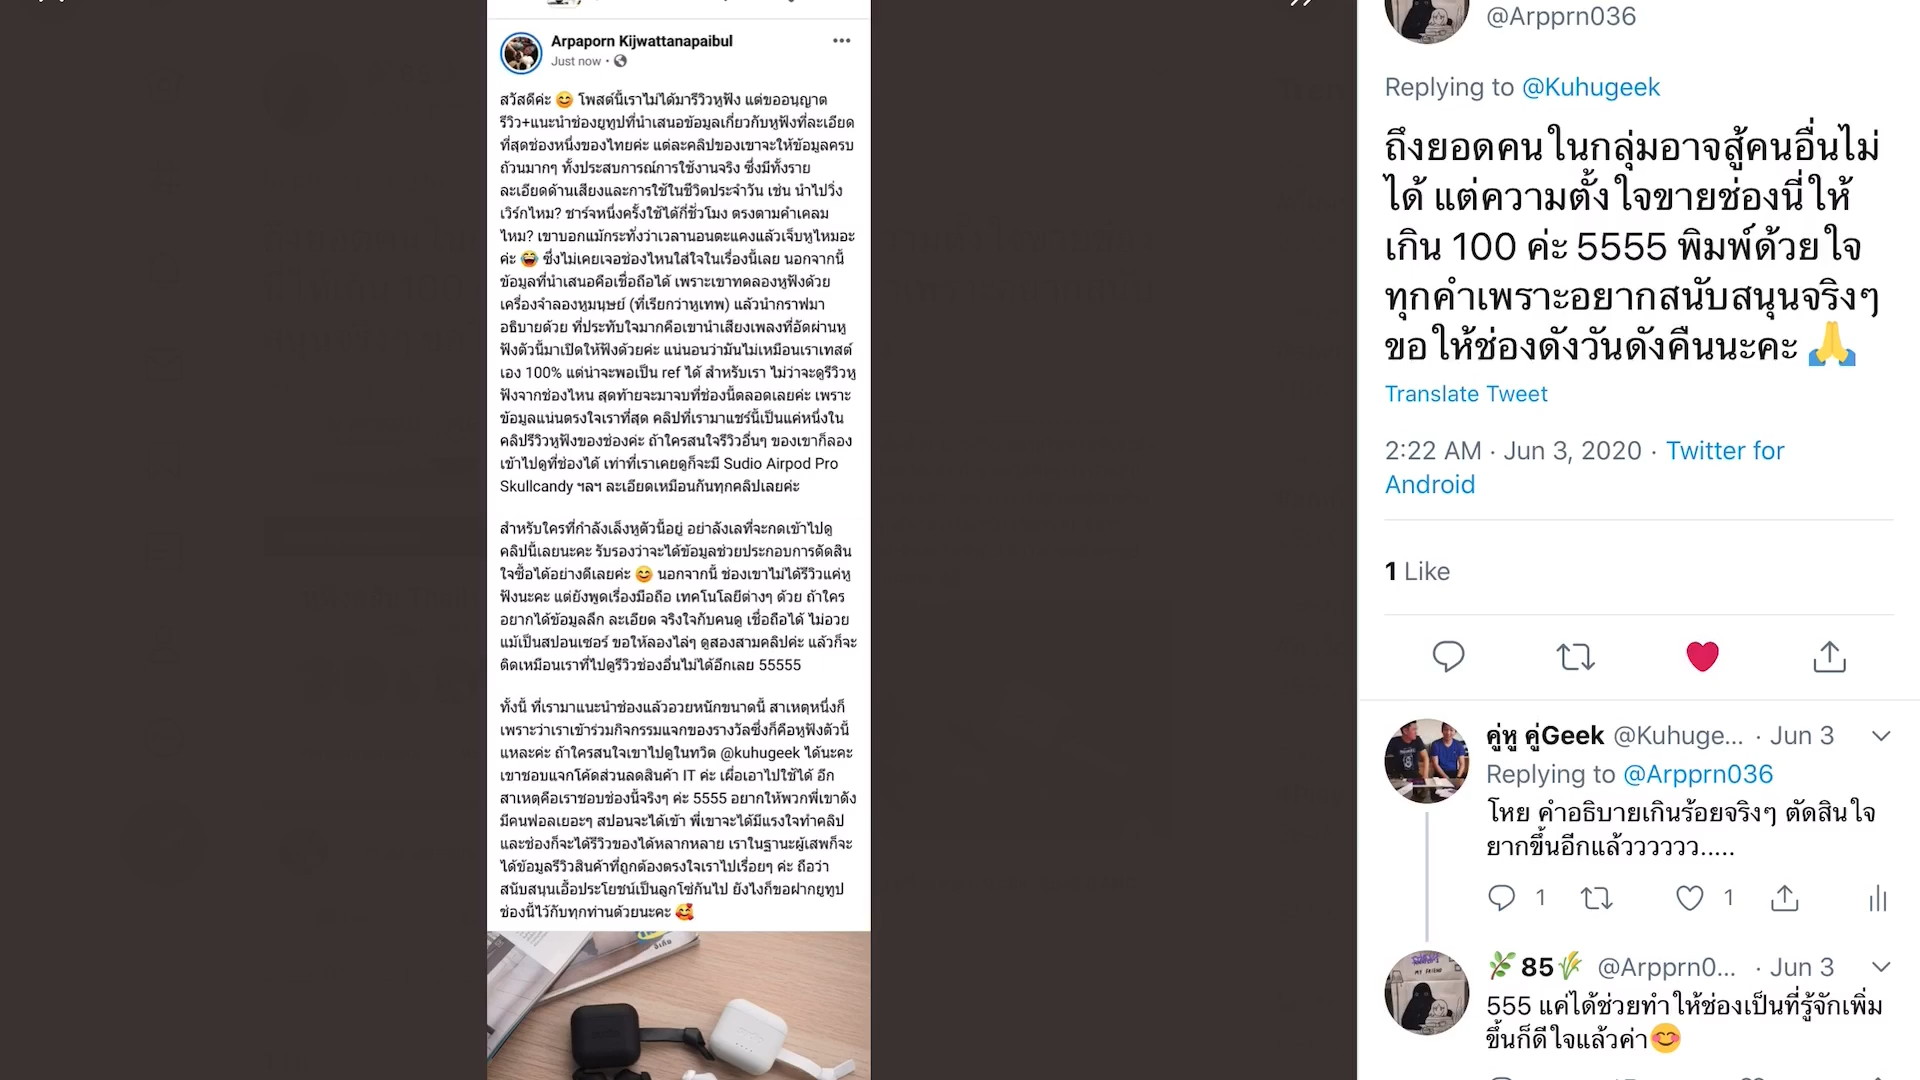 Arpaporn Kijwattanapaibul
Just now ·
สวัสดีค่ะ 😊 โพสต์นี้เราไม่ได้มารีวิวหูฟัง แต่ขออนุญาต
รีวิว+แนะนำช่องยูทูปที่นำเสนอข้อมูลเกี่ยวกับหูฟังที่ละเอียด
ที่สุดช่องหนึ่งของไทยค่ะ แต่ละคลิปของเขาจะให้ข้อมูลครบ
ถ้วนมากๆ ทั้งประสบการณ์การใช้งานจริง ซึ่งมีทั้งราย
ละเอียดด้านเสียงและการใช้ในชีวิตประจำวัน เช่น นำไปวิ่ง
เวิร์กไหม? ชาร์จหนึ่งครั้งใช้ได้กี่ชั่วโมง ตรงตามคำเคลม
ไหม? เขาบอกแม้กระทั่งว่าเวลานอนตะแคงแล้วเจ็บหูไหมอะ
ค่ะ 😂 ซึ่งไม่เคยเจอช่องไหนใส่ใจในเรื่องนี้เลย นอกจากนี้
ข้อมูลที่นำเสนอคือเชื่อถือได้ เพราะเขาทดลองหูฟังด้วย
เครื่องจำลองหูมนุษย์ (ที่เรียกว่าหูเทพ) แล้วนำกราฟมา
อธิบายด้วย ที่ประทับใจมากคือเขานำเสียงเพลงที่อัดผ่านหู
ฟังตัวนี้มาเปิดให้ฟังด้วยค่ะ แน่นอนว่ามันไม่เหมือนเราเทสต์
เอง 100% แต่น่าจะพอเป็น ref ได้ สำหรับเรา ไม่ว่าจะดูรีวิวหู
ฟังจากช่องไหน สุดท้ายจะมาจบที่ช่องนี้ตลอดเลยค่ะ เพราะ
ข้อมูลแน่นตรงใจเราที่สุด คลิปที่เรามาแชร์นี้เป็นแค่หนึ่งใน
คลิปรีวิวหูฟังของช่องค่ะ ถ้าใครสนใจรีวิวอื่นๆ ของเขาก็ลอง
เข้าไปดูที่ช่องได้ เท่าที่เราเคยดูก็จะมี Sudio Airpod Pro
Skullcandy ฯลฯ ละเอียดเหมือนกันทุกคลิปเลยค่ะ
สำหรับใครที่กำลังเล็งหูตัวนี้อยู่ อย่าลังเลที่จะกดเข้าไปดู
คลิปนี้เลยนะคะ รับรองว่าจะได้ข้อมูลช่วยประกอบการตัดสิน
ใจซื้อได้อย่างดีเลยค่ะ 😊 นอกจากนี้ ช่องเขาไม่ได้รีวิวแค่หู
ฟังนะคะ แต่ยังพูดเรื่องมือถือ เทคโนโลยีต่างๆ ด้วย ถ้าใคร
อยากได้ข้อมูลลึก ละเอียด จริงใจกับคนดู เชื่อถือได้ ไม่อวย
แม้เป็นสปอนเซอร์ ขอให้ลองไล่ๆ ดูสองสามคลิปค่ะ แล้วก็จะ
ติดเหมือนเราที่ไปดูรีวิวช่องอื่นไม่ได้อีกเลย 55555
ทั้งนี้ ที่เรามาแนะนำช่องแล้วอวยหนักขนาดนี้ สาเหตุหนึ่งก็
เพราะว่าเราเข้าร่วมกิจกรรมแจกของรางวัลซึ่งก็คือหูฟังตัวนี้
แหละค่ะ ถ้าใครสนใจเขาไปดูในทวิต @kuhugeek ได้นะคะ
เขาชอบแจกโค้ดส่วนลดสินค้า IT ค่ะ เผื่อเอาไปใช้ได้ อีก
สาเหตุคือเราชอบช่องนี้จริงๆ ค่ะ 5555 อยากให้พวกพี่เขาดัง
มีคนฟอลเยอะๆ สปอนจะได้เข้า พี่เขาจะได้มีแรงใจทำคลิป
และช่องก็จะได้รีวิวของได้หลากหลาย เราในฐานะผู้เสพก็จะ
ได้ข้อมูลรีวิวสินค้าที่ถูกต้องตรงใจเราไปเรื่อยๆ ค่ะ ถือว่า
สนับสนุนเอื้อประโยชน์เป็นลูกโซ่กันไป ยังไงก็ขอฝากยูทูป
ช่องนี้ไว้กับทุกท่านด้วยนะคะ 🥰
@Arpprn036
Replying to @Kuhugeek
ถึงยอดคนในกลุ่มอาจสู้คนอื่นไม่
ได้ แต่ความตั้งใจขายช่องนี่ให้
เกิน 100 ค่ะ 5555 พิมพ์ด้วยใจ
ทุกคำเพราะอยากสนับสนุนจริงๆ
ขอให้ช่องดังวันดังคืนนะคะ 🙏
Translate Tweet
2:22 AM · Jun 3, 2020 · Twitter for
Android
1 Like
คู่หู คู่Geek @Kuhuge... · Jun 3
Replying to @Arpprn036
โหย คำอธิบายเกินร้อยจริงๆ ตัดสินใจ
ยากขึ้นอีกแล้วววววว.....
1 1
🌿85🌾 @Arpprn0... · Jun 3
555 แค่ได้ช่วยทำให้ช่องเป็นที่รู้จักเพิ่ม
ขึ้นก็ดีใจแล้วค่า😊